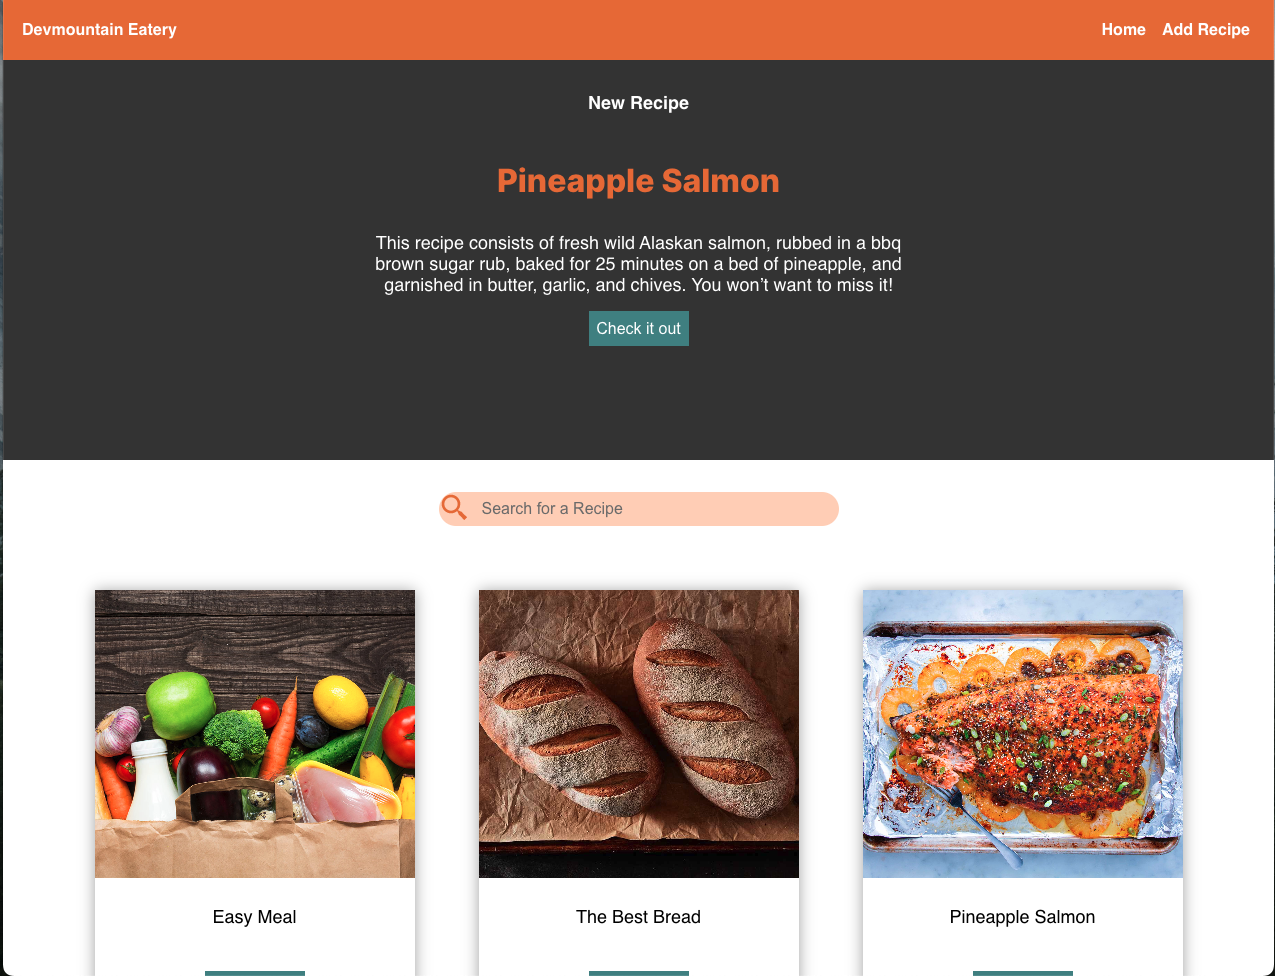 Devmountain Eatery
Home Add Recipe
New Recipe
Pineapple Salmon
This recipe consists of fresh wild Alaskan salmon, rubbed in a bbq
brown sugar rub, baked for 25 minutes on a bed of pineapple, and
garnished in butter, garlic, and chives. You won’t want to miss it!
Check it out
Search for a Recipe
Easy Meal
The Best Bread
Pineapple Salmon